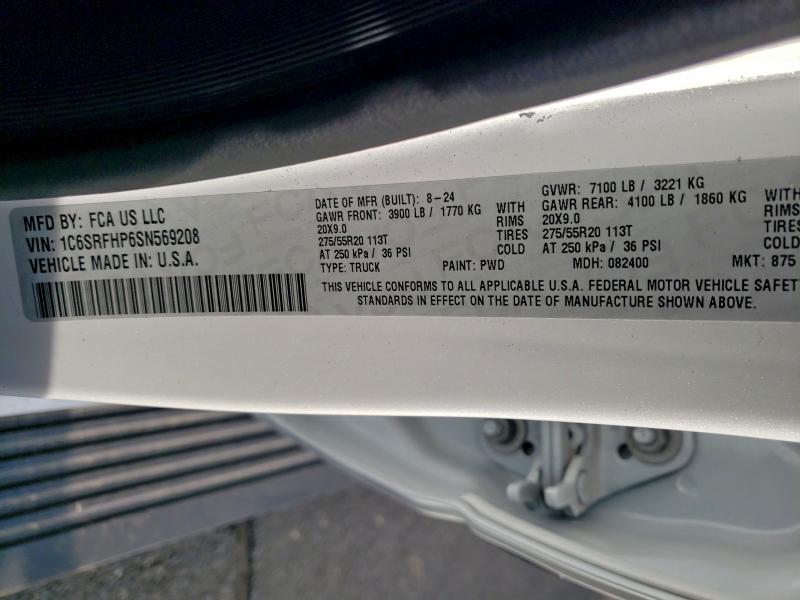 MFD BY: FCA US LLC
VIN: 1C6SRFHP6SN569208
VEHICLE MADE IN: U.S.A.
DATE OF MFR (BUILT): 8-24
GAWR FRONT: 3900 LB / 1770 KG WITH
20X9.0 RIMS
275/55R20 113T TIRES
AT 250 kPa / 36 PSI COLD
TYPE: TRUCK PAINT: PWD
GVWR: 7100 LB / 3221 KG
GAWR REAR: 4100 LB / 1860 KG WITH
20X9.0 RIMS
275/55R20 113T TIRES
AT 250 kPa / 36 PSI COLD
MDH: 082400 MKT: 875
THIS VEHICLE CONFORMS TO ALL APPLICABLE U.S.A. FEDERAL MOTOR VEHICLE SAFET
STANDARDS IN EFFECT ON THE DATE OF MANUFACTURE SHOWN ABOVE.